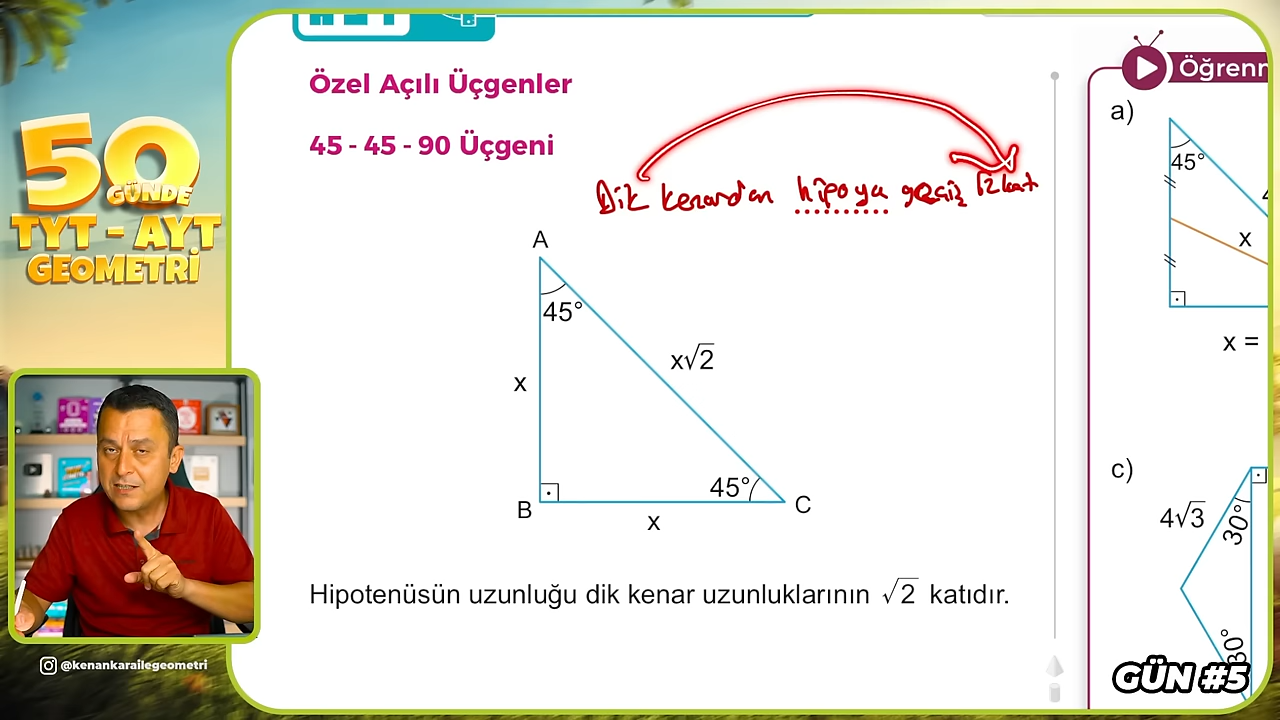 50
GÜNDE
TYT - AYT
GEOMETRİ
Özel Açılı Üçgenler
45 - 45 - 90 Üçgeni
Dik kenardan hipoya √2 kat
A
45°
x√2
x
45°
B
C
x
Hipotenüsün uzunluğu dik kenar uzunluklarının √2 katıdır.
Öğrenm
a)
45°
x
x =
c)
4√3
30°
30°
@kenankarailegeometri
GÜN #5